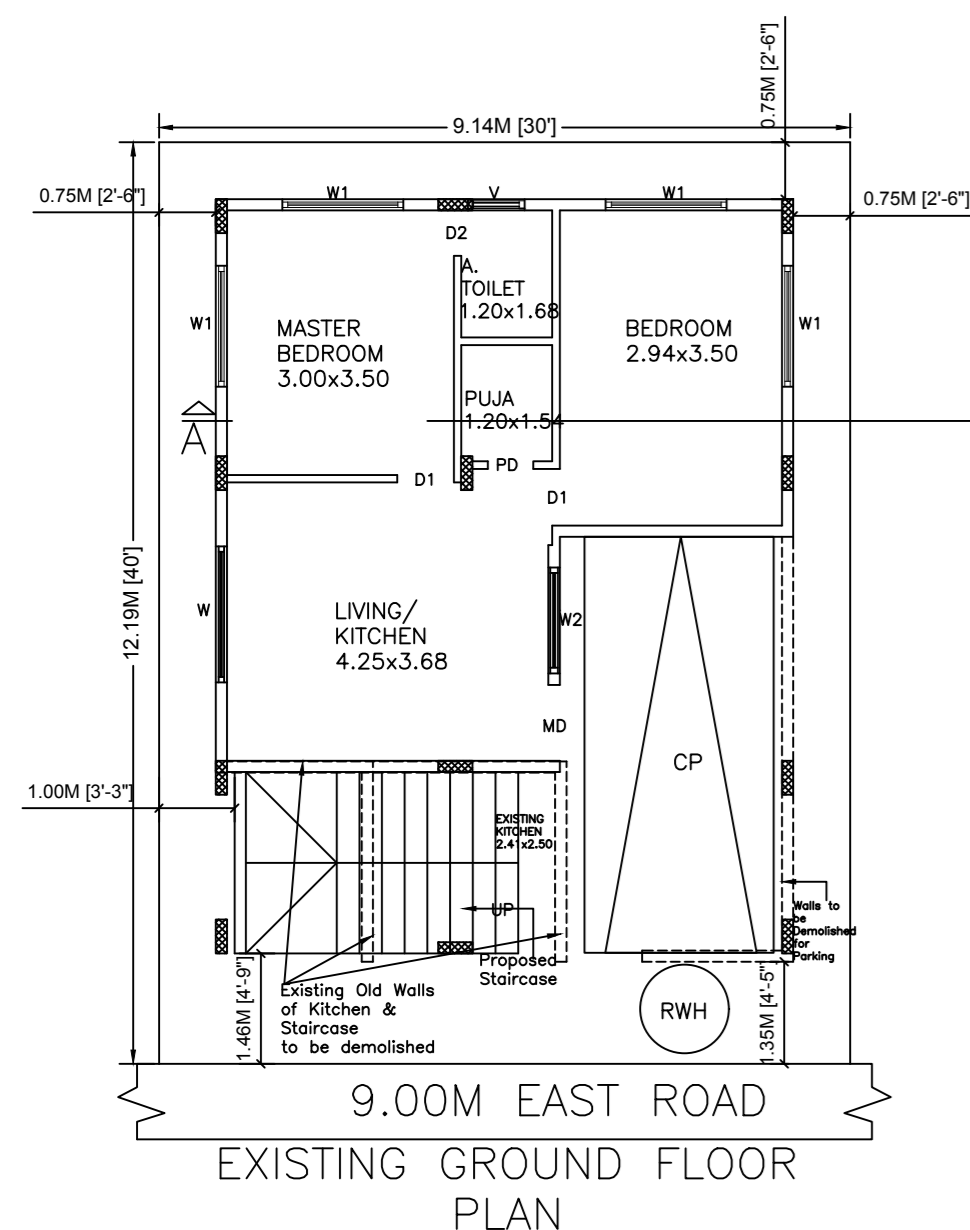 0.75M [2'-6"]
9.14M [30']
0.75M [2'-6"]
0.75M [2'-6"]
W1
V
W1
D2
A.
TOILET
1.20x1.68
W1
MASTER
BEDROOM
3.00x3.50
BEDROOM
2.94x3.50
W1
PUJA
1.20x1.54
A
PD
D1
D1
12.19M [40']
W
LIVING/
KITCHEN
4.25x3.68
W2
MD
CP
1.00M [3'-3"]
EXISTING
KITCHEN
2.41x2.50
UP
Walls to
be
Demolished
for
Parking
Proposed
Staircase
Existing Old Walls
of Kitchen &
Staircase
to be demolished
1.46M [4'-9"]
RWH
1.35M [4'-5"]
9.00M EAST ROAD
EXISTING GROUND FLOOR
PLAN